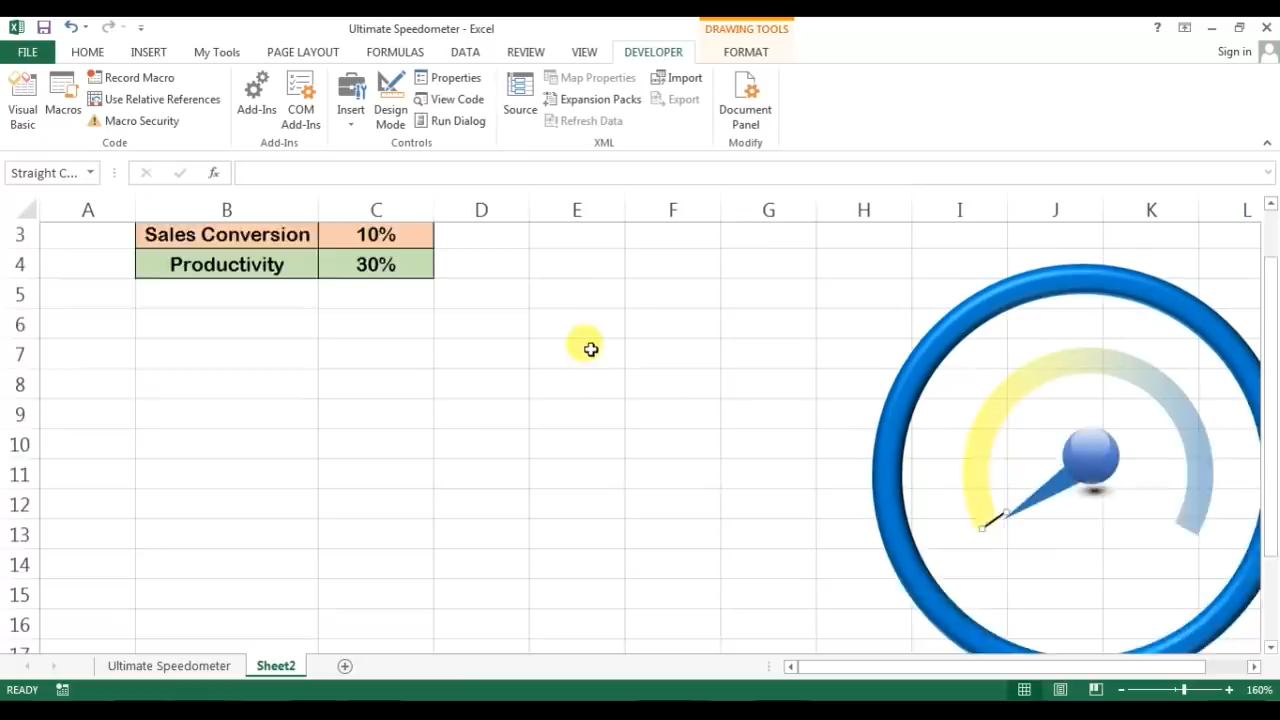 Ultimate Speedometer - Excel
DRAWING TOOLS
?
FILE HOME INSERT My Tools PAGE LAYOUT FORMULAS DATA REVIEW VIEW DEVELOPER FORMAT
Sign in
Visual Basic
Macros
Record Macro
Use Relative References
Macro Security
Code
Add-Ins
COM Add-Ins
Add-Ins
Insert
Design Mode
Properties
View Code
Run Dialog
Controls
Source
Map Properties
Expansion Packs
Refresh Data
Import
Export
XML
Document Panel
Modify
Straight C...
fx
A B C D E F G H I J K L
3 Sales Conversion 10%
4 Productivity 30%
5
6
7
8
9
10
11
12
13
14
15
16
17
Ultimate Speedometer Sheet2
READY
160%